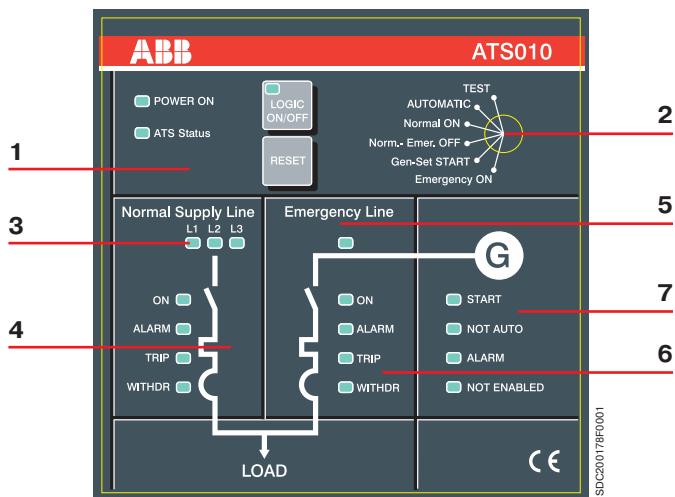 ABB ATS010
POWER ON
ATS Status
LOGIC
ON/OFF
RESET
TEST
AUTOMATIC
Normal ON
Norm.- Emer. OFF
Gen-Set START
Emergency ON
1
2
3
4
5
6
7
Normal Supply Line
L1 L2 L3
ON
ALARM
TRIP
WITHDR
Emergency Line
ON
ALARM
TRIP
WITHDR
G
START
NOT AUTO
ALARM
NOT ENABLED
LOAD
CE
SDC200178F0001